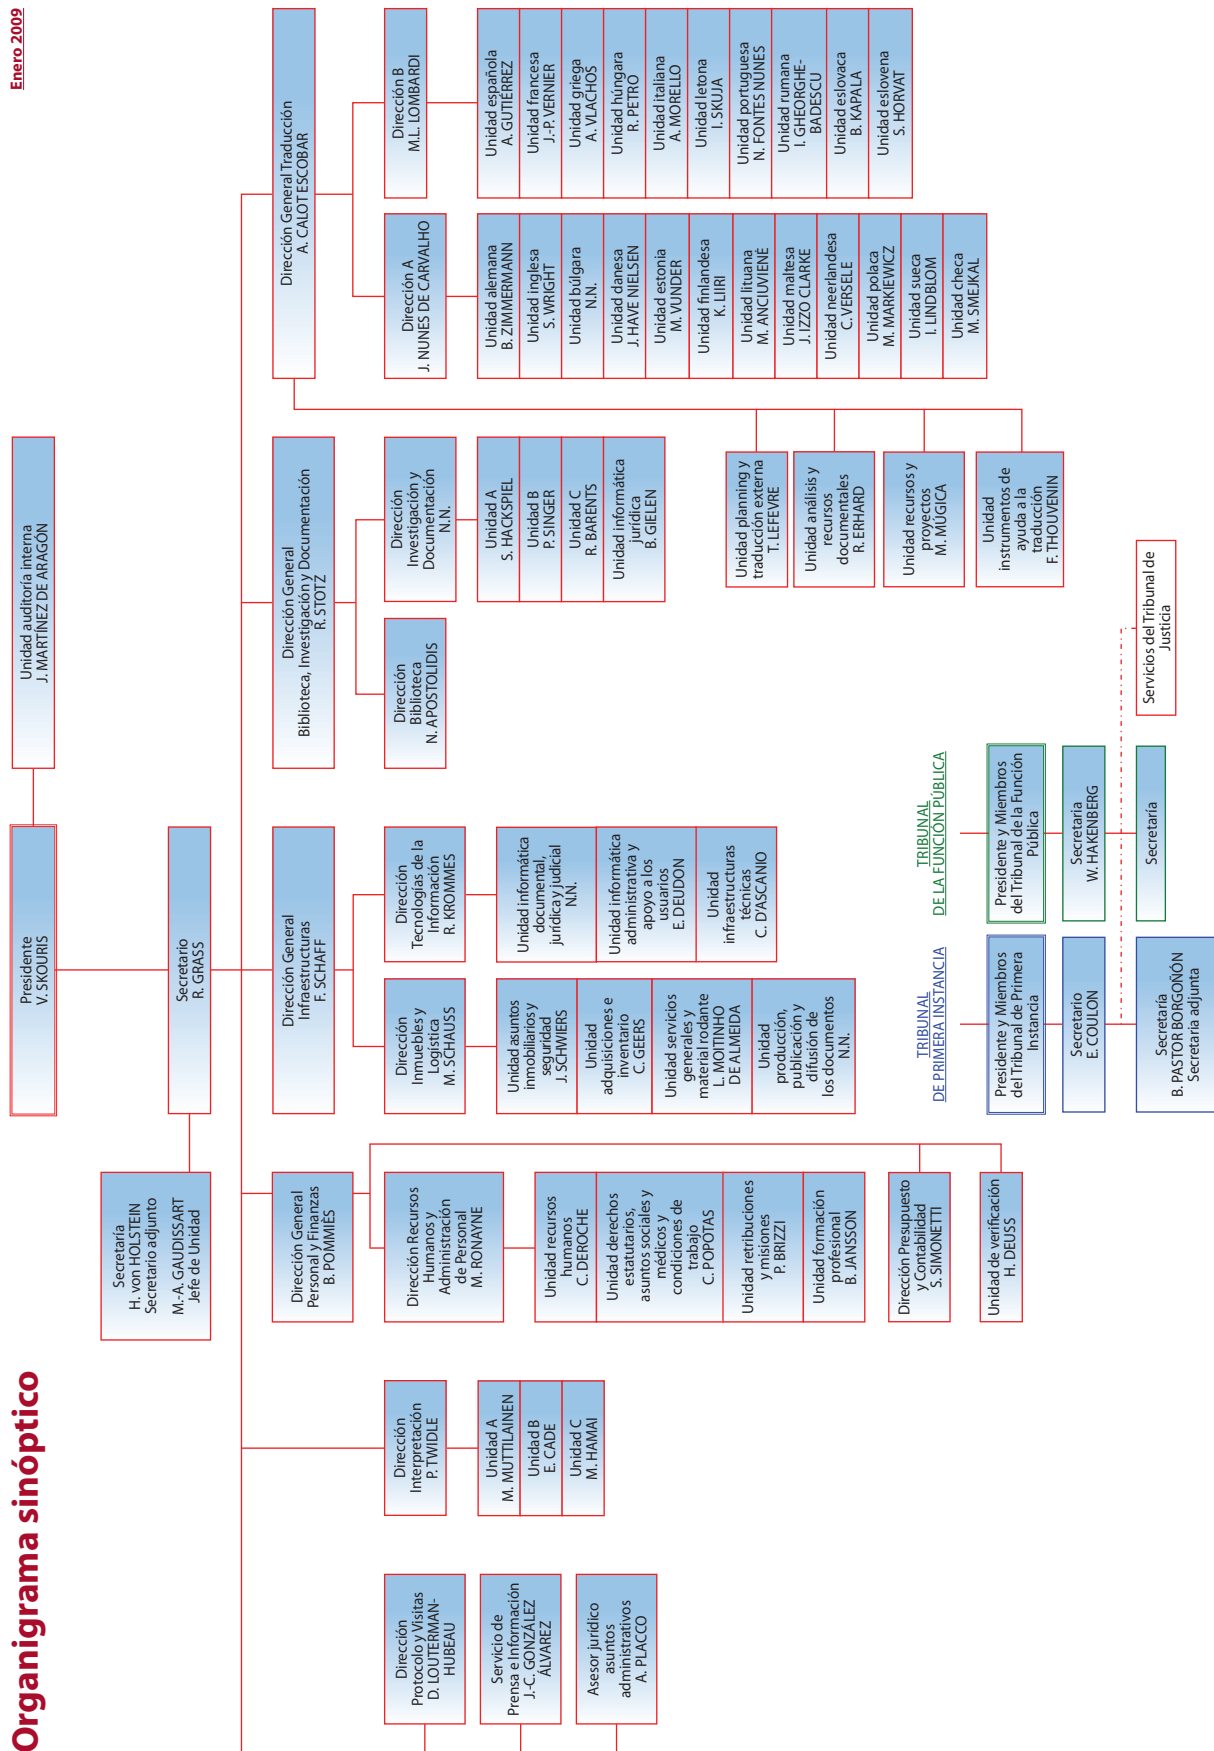 Organigrama sinóptico
Enero 2009
Presidente
V. SKOURIS
Unidad auditoría interna
J. MARTÍNEZ DE ARAGÓN
Secretaría
H. von HOLSTEIN
Secretario adjunto
M.-A. GAUDISSART
Jefe de Unidad
Secretario
R. GRASS
Dirección
Protocolo y Visitas
D. LOUTERMAN-
HUBEAU
Servicio de
Prensa e Información
J.-C. GONZÁLEZ
ÁLVAREZ
Asesor jurídico
asuntos
administrativos
A. PLACCO
Dirección
Interpretación
P. TWIDLE
Unidad A
M. MUTTILAINEN
Unidad B
E. CADE
Unidad C
M. HAMAI
Dirección General
Personal y Finanzas
B. POMMIÈS
Dirección Recursos
Humanos y
Administración
de Personal
M. RONAYNE
Unidad recursos
humanos
C. DEROCHE
Unidad derechos
estatutarios,
asuntos sociales y
médicos y
condiciones de
trabajo
C. POPOTAS
Unidad retribuciones
y misiones
P. BRIZZI
Unidad formación
profesional
B. JANSSON
Dirección Presupuesto
y Contabilidad
S. SIMONETTI
Unidad de verificación
H. DEUSS
Dirección General
Infraestructuras
F. SCHAFF
Dirección
Inmuebles y
Logística
M. SCHAUSS
Unidad asuntos
inmobiliarios y
seguridad
J. SCHWIERS
Unidad
adquisiciones e
inventario
C. GEERS
Unidad servicios
generales y
material rodante
L. MOITINHO
DE ALMEIDA
Unidad
producción,
publicación y
difusión de
los documentos
N.N.
Dirección
Tecnologías de la
Información
R. KROMMES
Unidad informática
documental,
jurídica y judicial
N.N.
Unidad informática
administrativa y
apoyo a los
usuarios
E. DEUDON
Unidad
infraestructuras
técnicas
C. D'ASCANIO
Dirección General
Biblioteca, Investigación y Documentación
R. STOTZ
Dirección
Biblioteca
N. APOSTOLIDIS
Dirección
Investigación y
Documentación
N.N.
Unidad A
S. HACKSPIEL
Unidad B
P. SINGER
Unidad C
R. BARENTS
Unidad informática
jurídica
B. GIELEN
Dirección General Traducción
A. CALOT ESCOBAR
Dirección A
J. NUNES DE CARVALHO
Unidad alemana
B. ZIMMERMANN
Unidad inglesa
S. WRIGHT
Unidad búlgara
N.N.
Unidad danesa
J. HAVE NIELSEN
Unidad estonia
M. VUNDER
Unidad finlandesa
K. LIIRI
Unidad lituana
M. ANCIUVIENÉ
Unidad maltesa
J. IZZO CLARKE
Unidad neerlandesa
C. VERSELE
Unidad polaca
M. MARKIEWICZ
Unidad sueca
I. LINDBLOM
Unidad checa
M. SMEJKAL
Dirección B
M.L. LOMBARDI
Unidad española
A. GUTIÉRREZ
Unidad francesa
J.-P. VERNIER
Unidad griega
A. VLACHOS
Unidad húngara
R. PETRO
Unidad italiana
A. MORELLO
Unidad letona
I. SKUJA
Unidad portuguesa
N. FONTES NUNES
Unidad rumana
I. GHEORGHE-
BADESCU
Unidad eslovaca
B. KAPALA
Unidad eslovena
S. HORVAT
Unidad planning y
traducción externa
T. LEFEVRE
Unidad análisis y
recursos
documentales
R. ERHARD
Unidad recursos y
proyectos
M. MÚGICA
Unidad
instrumentos de
ayuda a la
traducción
F. THOUVENIN
TRIBUNAL
DE PRIMERA INSTANCIA
Presidente y Miembros
del Tribunal de Primera
Instancia
Secretario
E. COULON
Secretaría
B. PASTOR BORGOÑÓN
Secretaria adjunta
TRIBUNAL
DE LA FUNCIÓN PÚBLICA
Presidente y Miembros
del Tribunal de la Función
Pública
Secretaria
W. HAKENBERG
Secretaría
Servicios del Tribunal de
Justicia